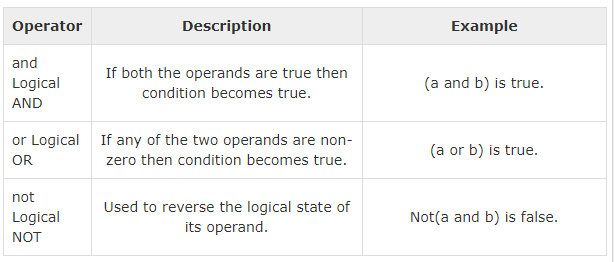 Operator Description Example
and
Logical
AND
If both the operands are true then
condition becomes true.
(a and b) is true.
or Logical
OR
If any of the two operands are non-
zero then condition becomes true.
(a or b) is true.
not
Logical
NOT
Used to reverse the logical state of
its operand.
Not(a and b) is false.